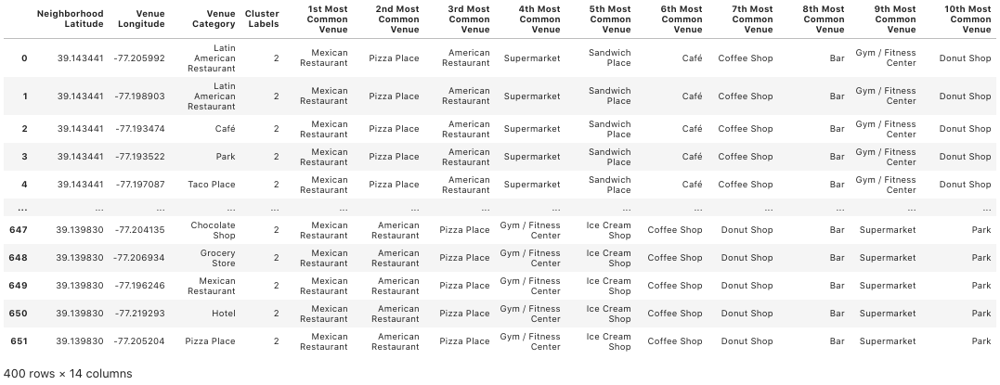 Neighborhood Latitude Venue Longitude Venue Category Cluster Labels 1st Most Common Venue 2nd Most Common Venue 3rd Most Common Venue 4th Most Common Venue 5th Most Common Venue 6th Most Common Venue 7th Most Common Venue 8th Most Common Venue 9th Most Common Venue 10th Most Common Venue
0 39.143441 -77.205992 Latin American Restaurant 2 Mexican Restaurant Pizza Place American Restaurant Supermarket Sandwich Place Café Coffee Shop Bar Gym / Fitness Center Donut Shop
1 39.143441 -77.198903 Latin American Restaurant 2 Mexican Restaurant Pizza Place American Restaurant Supermarket Sandwich Place Café Coffee Shop Bar Gym / Fitness Center Donut Shop
2 39.143441 -77.193474 Café 2 Mexican Restaurant Pizza Place American Restaurant Supermarket Sandwich Place Café Coffee Shop Bar Gym / Fitness Center Donut Shop
3 39.143441 -77.193522 Park 2 Mexican Restaurant Pizza Place American Restaurant Supermarket Sandwich Place Café Coffee Shop Bar Gym / Fitness Center Donut Shop
4 39.143441 -77.197087 Taco Place 2 Mexican Restaurant Pizza Place American Restaurant Supermarket Sandwich Place Café Coffee Shop Bar Gym / Fitness Center Donut Shop
... ... ... ... ... ... ... ... ... ... ... ... ... ... ...
647 39.139830 -77.204135 Chocolate Shop 2 Mexican Restaurant American Restaurant Pizza Place Gym / Fitness Center Ice Cream Shop Coffee Shop Donut Shop Bar Supermarket Park
648 39.139830 -77.206934 Grocery Store 2 Mexican Restaurant American Restaurant Pizza Place Gym / Fitness Center Ice Cream Shop Coffee Shop Donut Shop Bar Supermarket Park
649 39.139830 -77.196246 Mexican Restaurant 2 Mexican Restaurant American Restaurant Pizza Place Gym / Fitness Center Ice Cream Shop Coffee Shop Donut Shop Bar Supermarket Park
650 39.139830 -77.219293 Hotel 2 Mexican Restaurant American Restaurant Pizza Place Gym / Fitness Center Ice Cream Shop Coffee Shop Donut Shop Bar Supermarket Park
651 39.139830 -77.205204 Pizza Place 2 Mexican Restaurant American Restaurant Pizza Place Gym / Fitness Center Ice Cream Shop Coffee Shop Donut Shop Bar Supermarket Park
400 rows × 14 columns